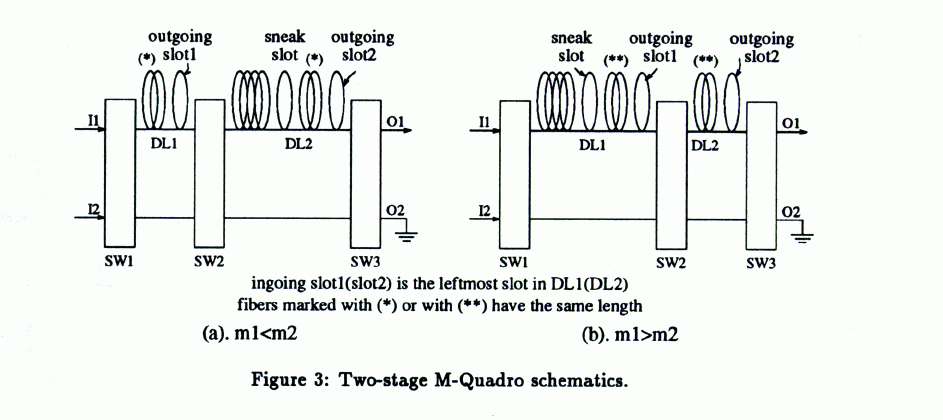 outgoing sneak outgoing
(*) slot1 slot (*) slot2
I1 DL1 DL2 O1
I2 O2
SW1 SW2 SW3
sneak outgoing outgoing
slot (**) slot1 (**) slot2
I1 DL1 DL2 O1
I2 O2
SW1 SW2 SW3
ingoing slot1(slot2) is the leftmost slot in DL1(DL2)
fibers marked with (*) or with (**) have the same length
(a). m1<m2 (b). m1>m2
Figure 3: Two-stage M-Quadro schematics.